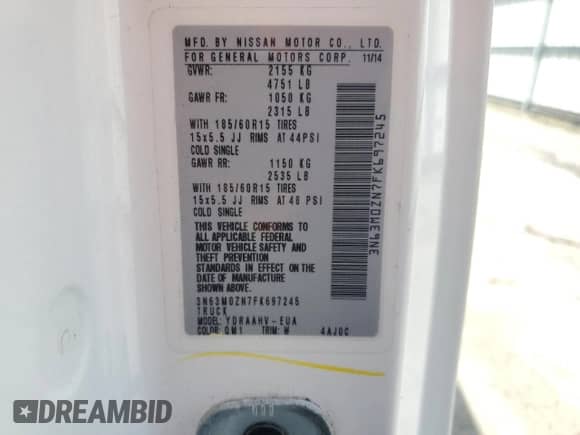 MFD. BY NISSAN MOTOR CO., LTD.
FOR GENERAL MOTORS CORP. 11/14
GVWR: 2155 KG
4751 LB
GAWR FR: 1050 KG
2315 LB
WITH 185/60R15 TIRES
15x5.5 JJ RIMS AT 44PSI
COLD SINGLE
GAWR RR: 1150 KG
2535 LB
WITH 185/60R15 TIRES
15x5.5 JJ RIMS AT 48 PSI
COLD SINGLE
THIS VEHICLE CONFORMS TO
ALL APPLICABLE FEDERAL
MOTOR VEHICLE SAFETY AND
THEFT PREVENTION
STANDARDS IN EFFECT ON THE
DATE OF MANUFACTURE
SHOWN ABOVE.
3N63M0ZN7FK697245
TRUCK
MODEL: YDRAAHV-EUA
COLOR: QM1 TRIM: W 4AJ0C
3N63M0ZN7FK697245
DREAMBID